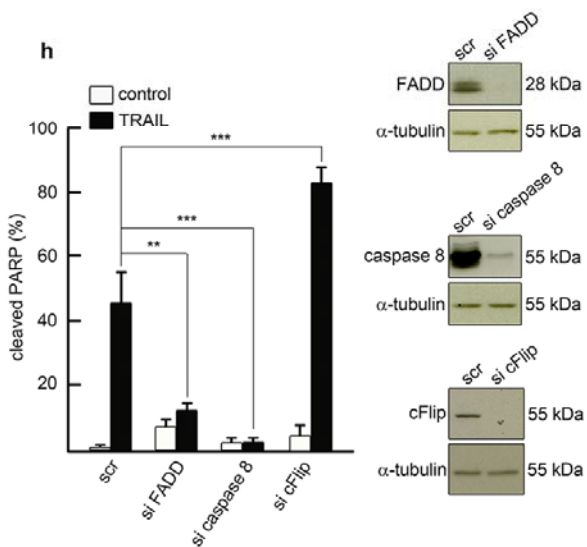 h
control
TRAIL
cleaved PARP (%)
100
80
60
40
20
***
***
**
scr
si FADD
si caspase 8
si cFlip
scr
si FADD
FADD
28 kDa
α-tubulin
55 kDa
scr
si caspase 8
caspase 8
55 kDa
α-tubulin
55 kDa
scr
si cFlip
cFlip
55 kDa
α-tubulin
55 kDa